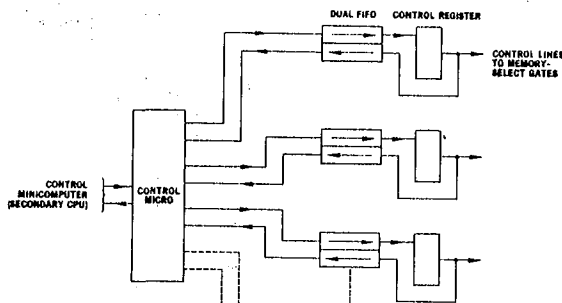 DUAL FIFO
CONTROL REGISTER
CONTROL LINES
TO MEMORY-
SELECT GATES
CONTROL
MINICOMPUTER
(SECONDARY CPU)
CONTROL
MICRO